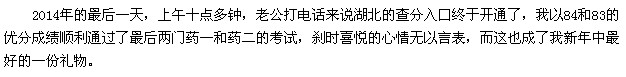 2014年的最后一天，上午十点多钟，老公打电话来说湖北的查分入口终于开通了，我以84和83的
优分成绩顺利通过了最后两门药一和药二的考试，刹时喜悦的心情无以言表，而这也成了我新年中最
好的一份礼物。